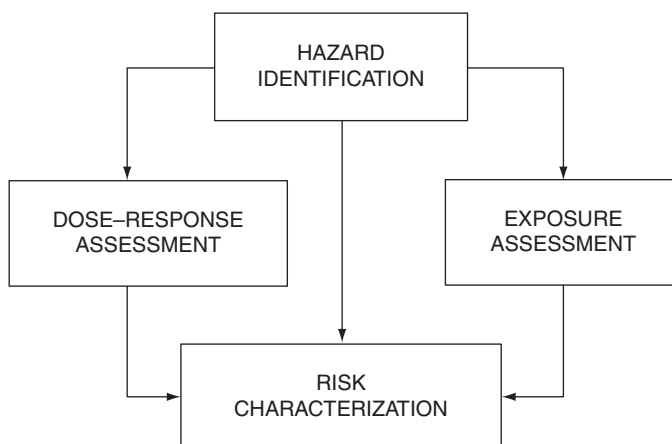 HAZARD
IDENTIFICATION
DOSE–RESPONSE
ASSESSMENT
EXPOSURE
ASSESSMENT
RISK
CHARACTERIZATION